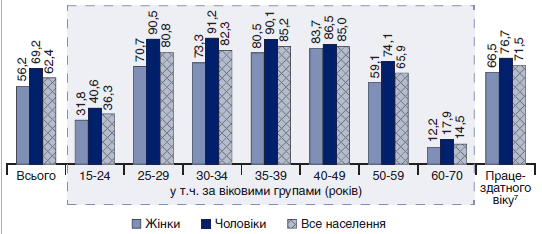 56,2 69,2 62,4 31,8 40,6 36,3 70,7 90,5 80,8 73,3 91,2 82,3 80,5 90,1 85,2 83,7 86,5 85,0 59,1 74,1 65,9 12,2 17,9 14,5 66,5 76,7 71,5
Всього 15-24 25-29 30-34 35-39 40-49 50-59 60-70 Праце-
у т.ч. за віковими групами (років) здатного
віку7
Жінки Чоловіки Все населення